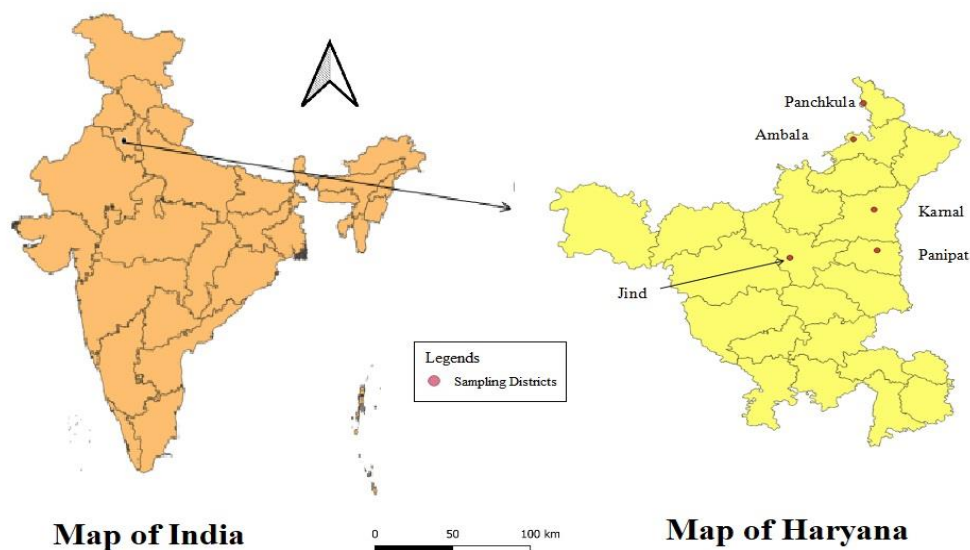 Panchkula
Ambala
Karnal
Panipat
Jind
Legends
Sampling Districts
Map of India
0 50 100 km
Map of Haryana